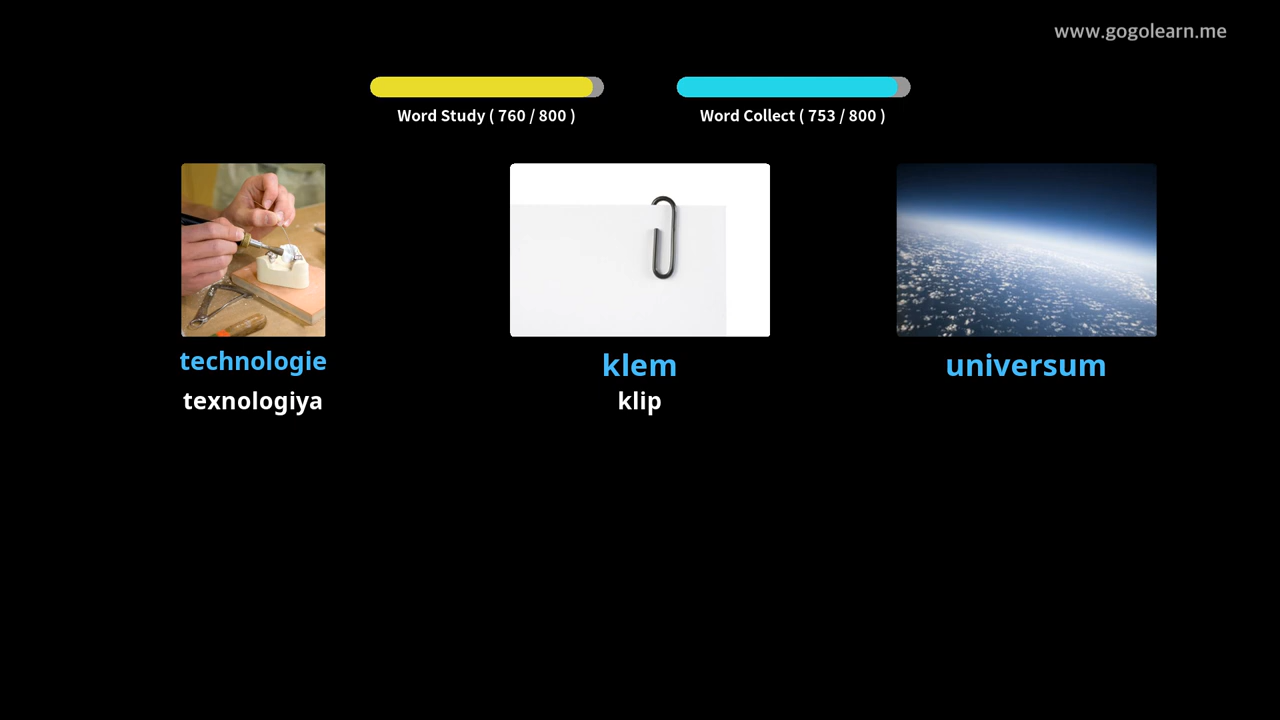 www.gogolearn.me
Word Study ( 760 / 800 )
Word Collect ( 753 / 800 )
technologie
texnologiya
klem
klip
universum